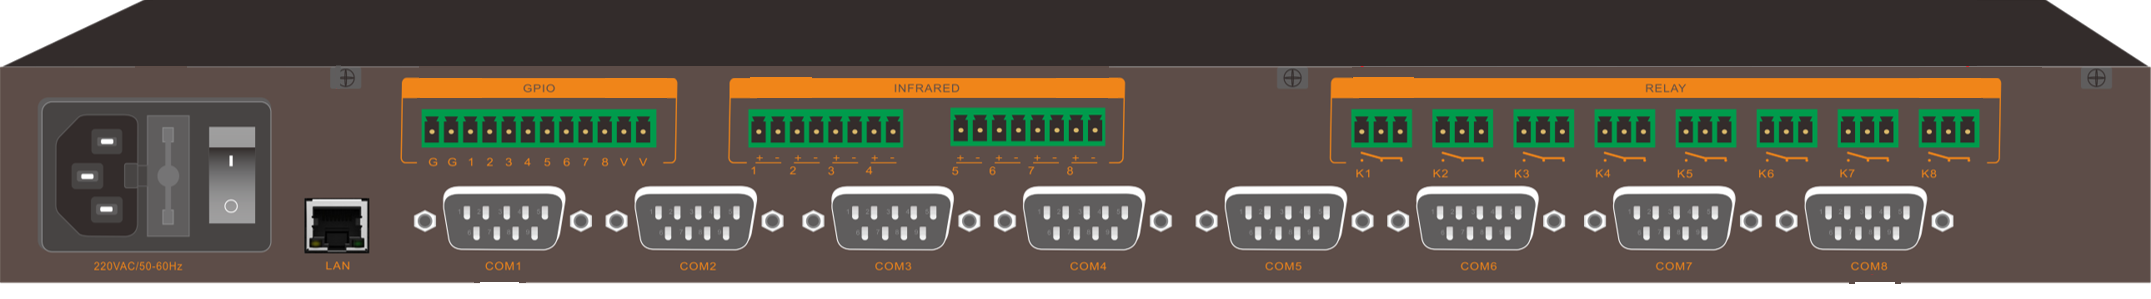 GPIO INFRARED RELAY
G G 1 2 3 4 5 6 7 8 V V
+ - + - + - + -
1 2 3 4
+ - + - + - + -
5 6 7 8
K1 K2 K3 K4 K5 K6 K7 K8
220VAC/50-60Hz LAN COM1 COM2 COM3 COM4 COM5 COM6 COM7 COM8